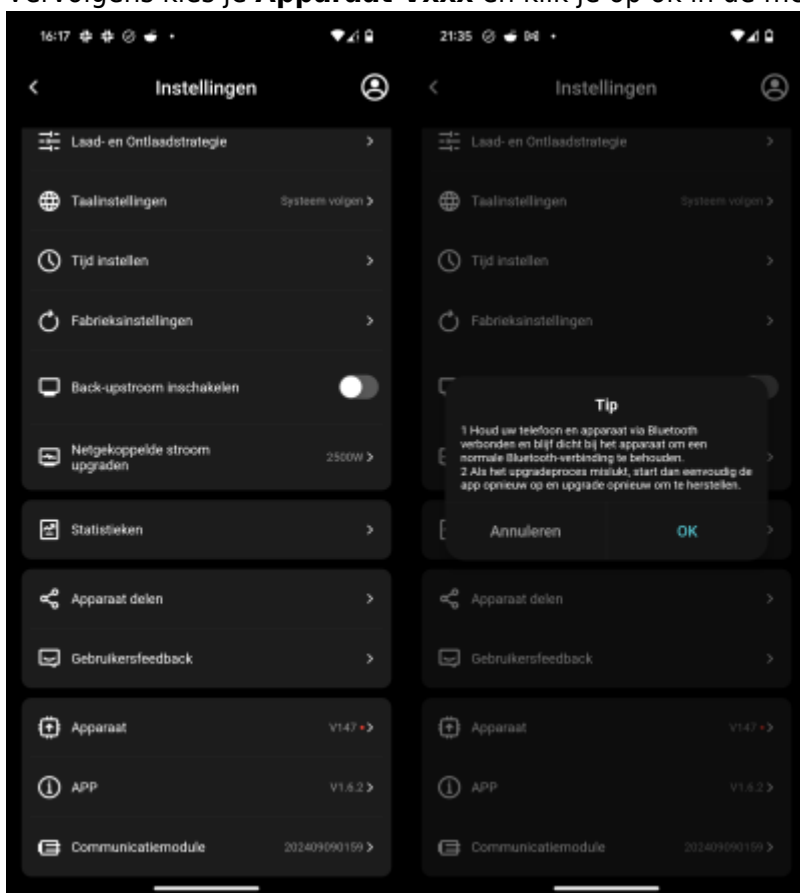 Vervolgens kies je Apparaat Vxxx en klik je op ok in de
16:17
Instellingen
Laad- en Ontlaadstrategie
Taalinstellingen Systeem volgen
Tijd instellen
Fabrieksinstellingen
Back-upstroom inschakelen
Netgekoppelde stroom
upgraden
2500W
Statistieken
Apparaat delen
Gebruikersfeedback
Apparaat V147
APP V1.6.2
Communicatiemodule 202409090159
21:35
Instellingen
Laad- en Ontlaadstrategie
Taalinstellingen Systeem volgen
Tijd instellen
Fabrieksinstellingen
Tip
1 Houd uw telefoon en apparaat via Bluetooth
verbonden en blijf dicht bij het apparaat om een
normale Bluetooth-verbinding te behouden.
2 Als het upgradeproces mislukt, start dan eenvoudig de
app opnieuw op en upgrade opnieuw om te herstellen.
Annuleren OK
Apparaat delen
Gebruikersfeedback
Apparaat V147
APP V1.6.2
Communicatiemodule 202409090159